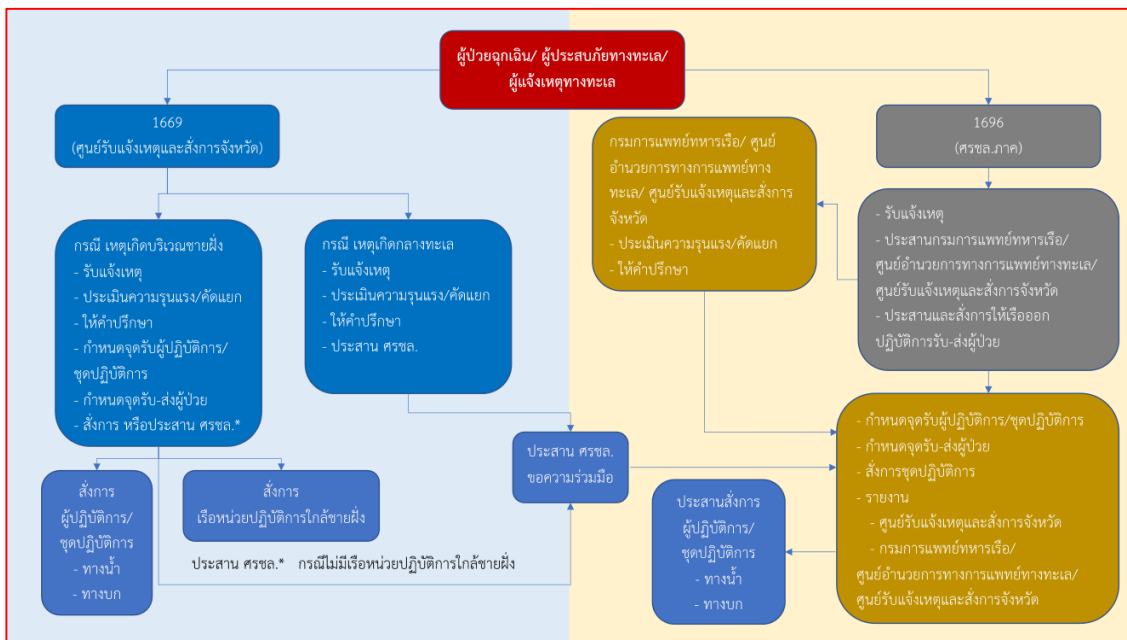 ผู้ป่วยฉุกเฉิน/ ผู้ประสบภัยทางทะเล/
ผู้แจ้งเหตุทางทะเล
1669
(ศูนย์รับแจ้งเหตุและสั่งการจังหวัด)
กรมการแพทย์ทหารเรือ/ ศูนย์
อำนวยการทางการแพทย์ทาง
ทะเล/ ศูนย์รับแจ้งเหตุและสั่งการ
จังหวัด
- ประเมินความรุนแรง/คัดแยก
- ให้คำปรึกษา
1696
(ศรชล.ภาค)
กรณี เหตุเกิดบริเวณชายฝั่ง
- รับแจ้งเหตุ
- ประเมินความรุนแรง/คัดแยก
- ให้คำปรึกษา
- กำหนดจุดรับผู้ปฏิบัติการ/
ชุดปฏิบัติการ
- กำหนดจุดรับ-ส่งผู้ป่วย
- สั่งการ หรือประสาน ศรชล.*
กรณี เหตุเกิดกลางทะเล
- รับแจ้งเหตุ
- ประเมินความรุนแรง/คัดแยก
- ให้คำปรึกษา
- ประสาน ศรชล.
- รับแจ้งเหตุ
- ประสานกรมการแพทย์ทหารเรือ/
ศูนย์อำนวยการทางการแพทย์ทางทะเล/
ศูนย์รับแจ้งเหตุและสั่งการจังหวัด
- ประสานและสั่งการให้เรือออก
ปฏิบัติการรับ-ส่งผู้ป่วย
สั่งการ
ผู้ปฏิบัติการ/
ชุดปฏิบัติการ
- ทางน้ำ
- ทางบก
สั่งการ
เรือหน่วยปฏิบัติการใกล้ชายฝั่ง
ประสาน ศรชล.* กรณีไม่มีเรือหน่วยปฏิบัติการใกล้ชายฝั่ง
ประสาน ศรชล.
ขอความร่วมมือ
ประสานสั่งการ
ผู้ปฏิบัติการ/
ชุดปฏิบัติการ
- ทางน้ำ
- ทางบก
- กำหนดจุดรับผู้ปฏิบัติการ/ชุดปฏิบัติการ
- กำหนดจุดรับ-ส่งผู้ป่วย
- สั่งการชุดปฏิบัติการ
- รายงาน
- ศูนย์รับแจ้งเหตุและสั่งการจังหวัด
- กรมการแพทย์ทหารเรือ/
ศูนย์อำนวยการทางการแพทย์ทางทะเล/
ศูนย์รับแจ้งเหตุและสั่งการจังหวัด